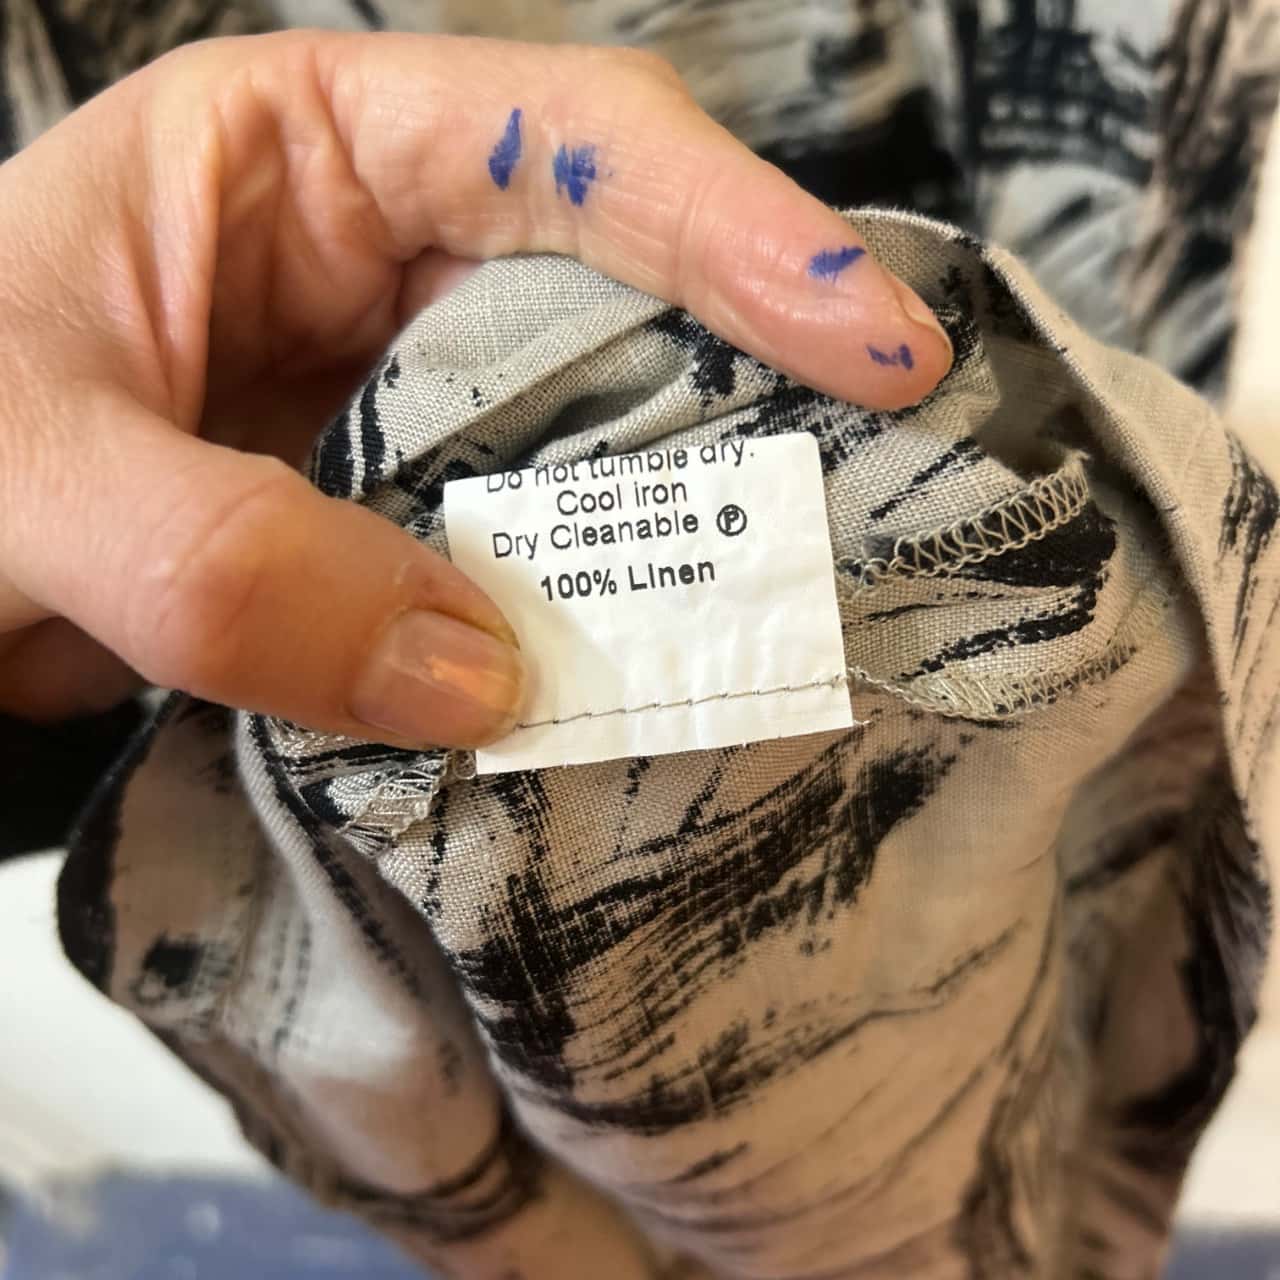 Do not tumble dry.
Cool iron
Dry Cleanable Ⓟ
100% Linen